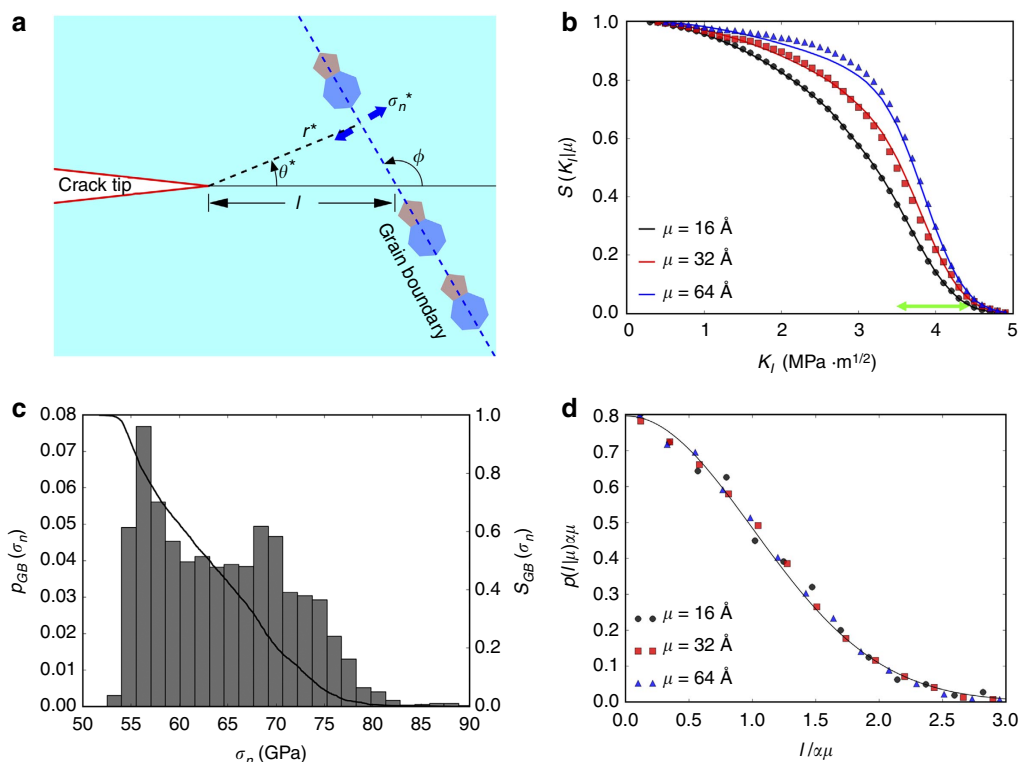 a
σn*
r*
θ*
ϕ
Crack tip
l
Grain boundary
b
1.0
0.8
0.6
0.4
0.2
0.0
S (KI|μ)
μ = 16 Å
μ = 32 Å
μ = 64 Å
0 1 2 3 4 5
KI (MPa ·m1/2)
c
0.08
0.07
0.06
0.05
0.04
0.03
0.02
0.01
0.00
pGB (σn)
1.0
0.8
0.6
0.4
0.2
0.0
SGB (σn)
50 55 60 65 70 75 80 85 90
σn (GPa)
d
0.8
0.7
0.6
0.5
0.4
0.3
0.2
0.1
0.0
p(l|μ)αμ
μ = 16 Å
μ = 32 Å
μ = 64 Å
0.0 0.5 1.0 1.5 2.0 2.5 3.0
l /αμ